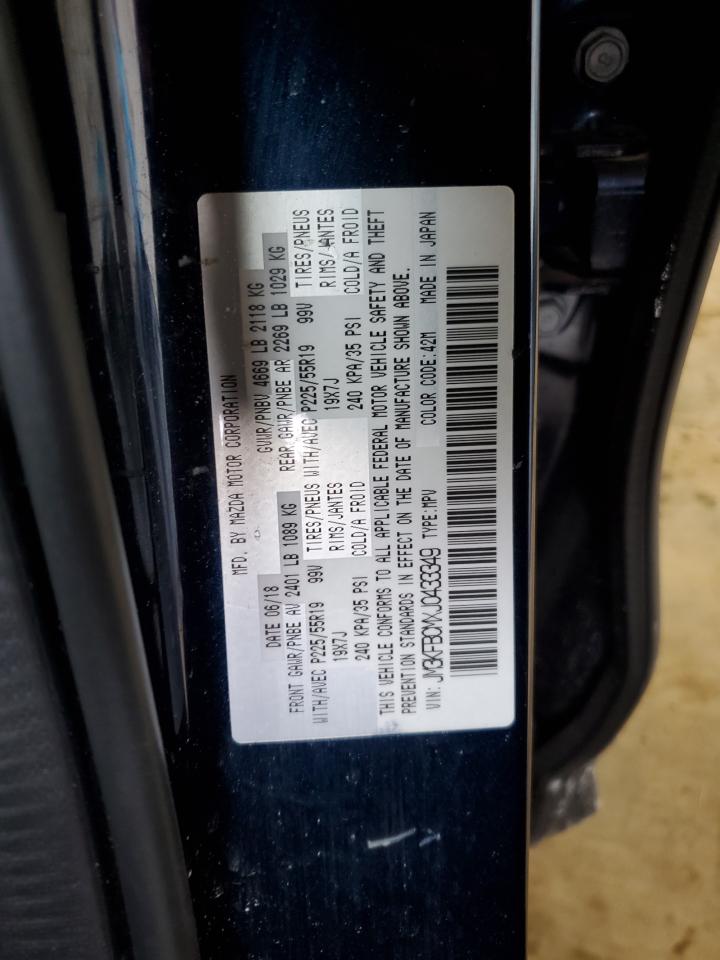 MFD. BY MAZDA MOTOR CORPORATION
DATE 06/18 GVWR/PNBV 4669 LB 2118 KG
FRONT GAWR/PNBE AV 2401 LB 1089 KG REAR GAWR/PNBE AR 2269 LB 1029 KG
WITH/AVEC P225/55R19 99V TIRES/PNEUS WITH/AVEC P225/55R19 99V TIRES/PNEUS
19X7J RIMS/JANTES 19X7J RIMS/JANTES
240 KPA/35 PSI COLD/A FROID 240 KPA/35 PSI COLD/A FROID
THIS VEHICLE CONFORMS TO ALL APPLICABLE FEDERAL MOTOR VEHICLE SAFETY AND THEFT
PREVENTION STANDARDS IN EFFECT ON THE DATE OF MANUFACTURE SHOWN ABOVE.
VIN: JM3KFBCMXJ0433349 TYPE:MPV COLOR CODE:42M MADE IN JAPAN
8